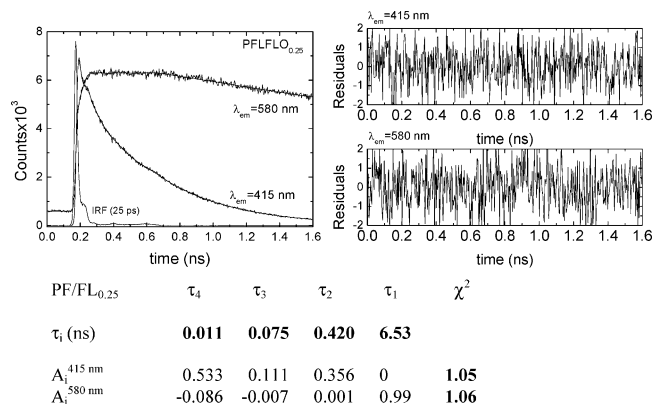 PFLFLO0.25
λem=580 nm
λem=415 nm
IRF (25 ps)
Countsx10³
0 2 4 6 8
0.0 0.2 0.4 0.6 0.8 1.0 1.2 1.4 1.6
time (ns)
λem=415 nm
Residuals
2 1 0 -1 -2
0.0 0.2 0.4 0.6 0.8 1.0 1.2 1.4 1.6
time (ns)
λem=580 nm
Residuals
2 1 0 -1 -2
0.0 0.2 0.4 0.6 0.8 1.0 1.2 1.4 1.6
time (ns)
PF/FL0.25 τ4 τ3 τ2 τ1 χ²
τi (ns) 0.011 0.075 0.420 6.53
Ai 415 nm 0.533 0.111 0.356 0 1.05
Ai 580 nm -0.086 -0.007 0.001 0.99 1.06